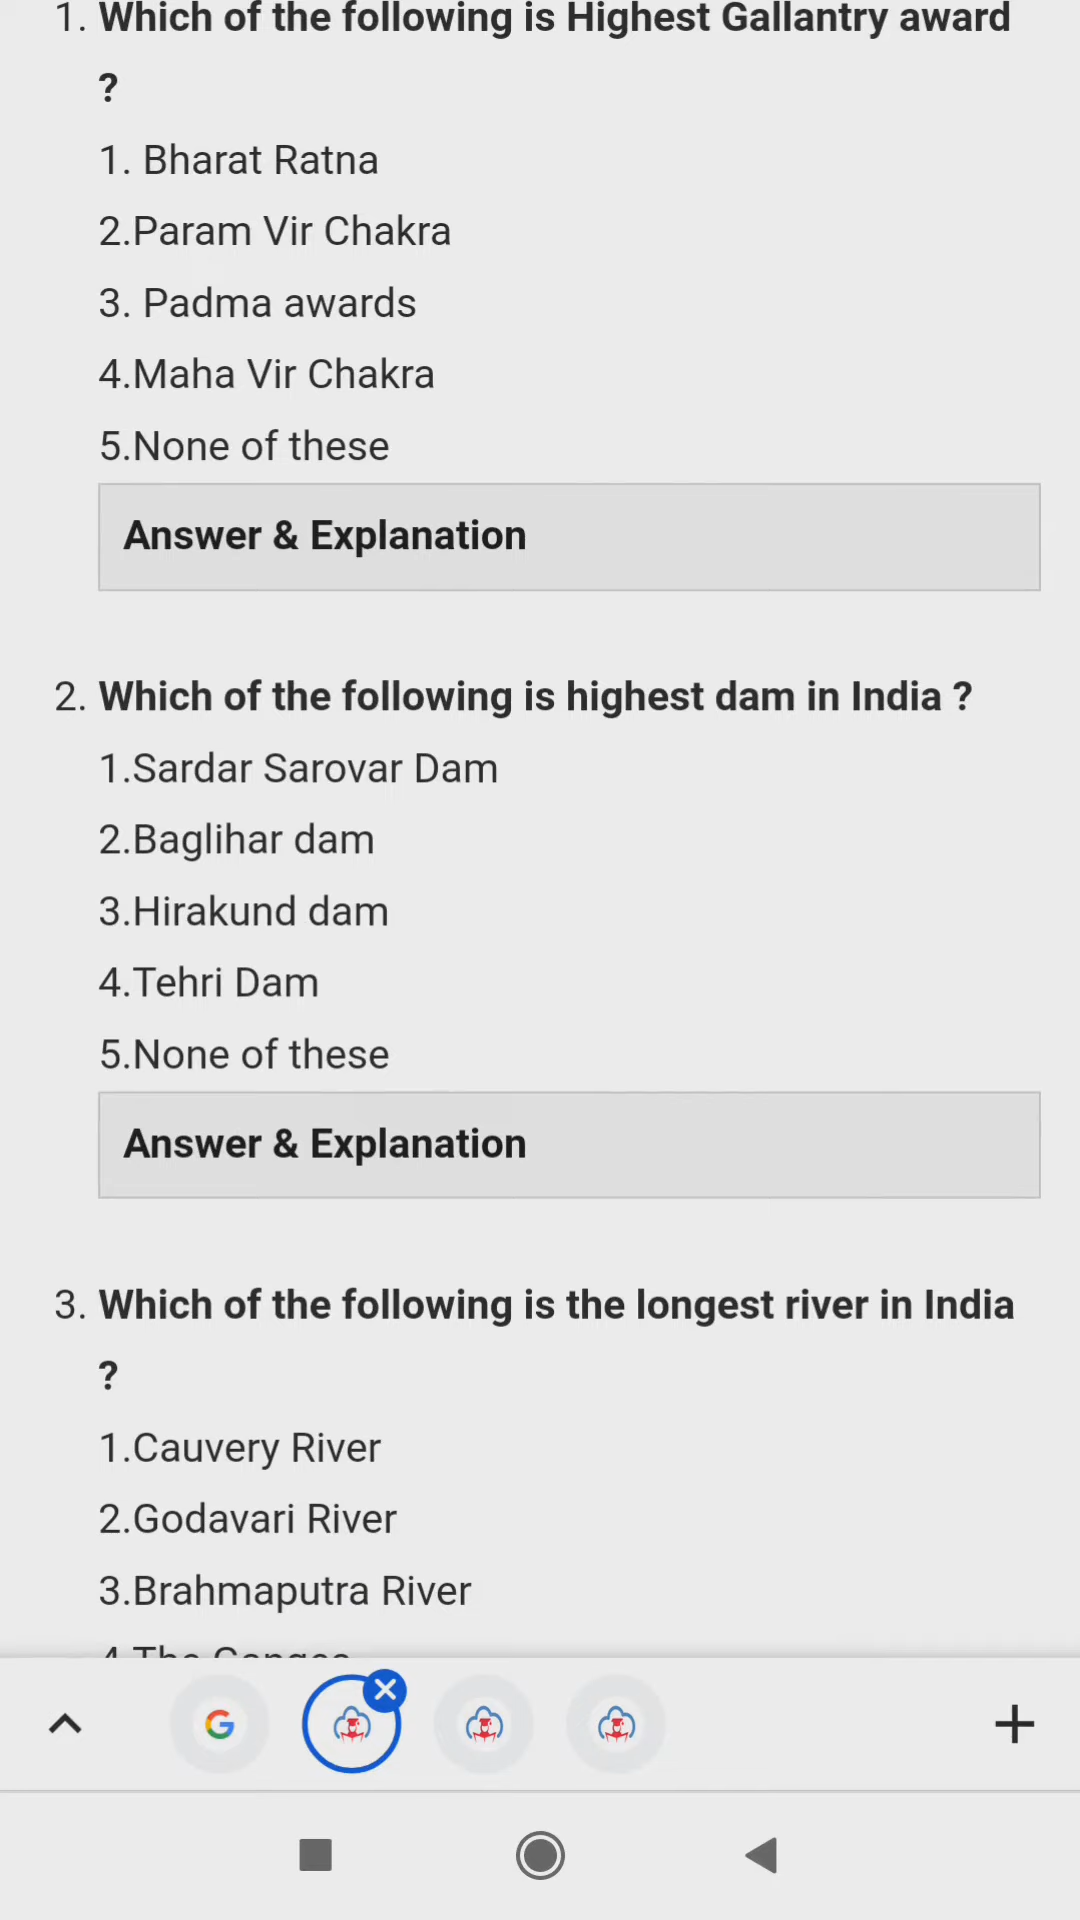 1. Which of the following is Highest Gallantry award
?
1. Bharat Ratna
2.Param Vir Chakra
3. Padma awards
4.Maha Vir Chakra
5.None of these
Answer & Explanation
2. Which of the following is highest dam in India ?
1.Sardar Sarovar Dam
2.Baglihar dam
3.Hirakund dam
4.Tehri Dam
5.None of these
Answer & Explanation
3. Which of the following is the longest river in India
?
1.Cauvery River
2.Godavari River
3.Brahmaputra River
4.The Ganges